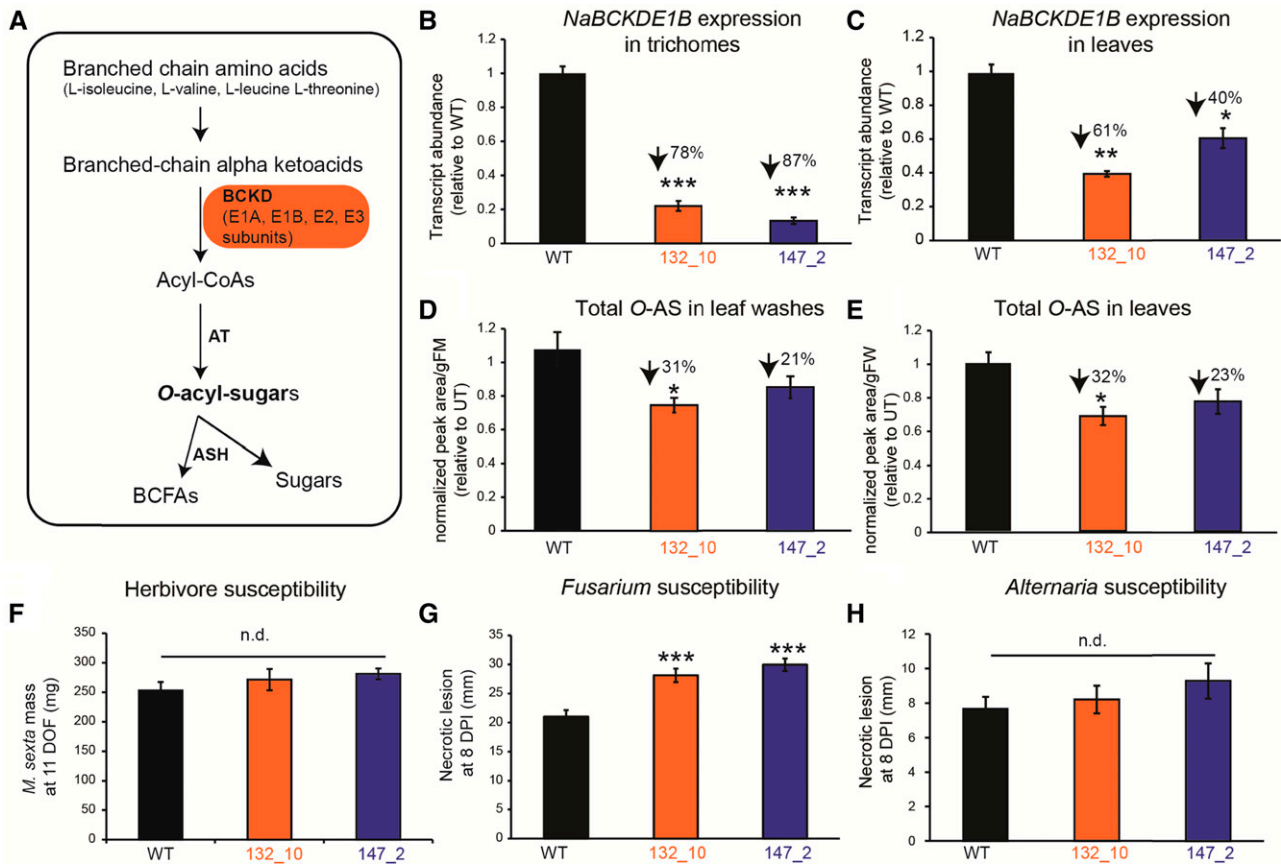 A
Branched chain amino acids
(L-isoleucine, L-valine, L-leucine L-threonine)
Branched-chain alpha ketoacids
BCKD
(E1A, E1B, E2, E3
subunits)
Acyl-CoAs
AT
O-acyl-sugars
ASH
BCFAs
Sugars
B
NaBCKDE1B expression
in trichomes
Transcript abundance
(relative to WT)
1.2
1
0.8
0.6
0.4
0.2
0
78%
***
87%
***
WT
132_10
147_2
C
NaBCKDE1B expression
in leaves
Transcript abundance
(relative to WT)
1.2
1
0.8
0.6
0.4
0.2
0
61%
**
40%
*
WT
132_10
147_2
D
Total O-AS in leaf washes
normalized peak area/gFM
(relative to UT)
1.2
1
0.8
0.6
0.4
0.2
0
31%
*
21%
WT
132_10
147_2
E
Total O-AS in leaves
normalized peak area/gFW
(relative to UT)
1.2
1
0.8
0.6
0.4
0.2
0
32%
*
23%
WT
132_10
147_2
F
Herbivore susceptibility
M. sexta mass
at 11 DOF (mg)
350
300
250
200
150
100
50
0
n.d.
WT
132_10
147_2
G
Fusarium susceptibility
Necrotic lesion
at 8 DPI (mm)
35
30
25
20
15
10
5
0
***
***
WT
132_10
147_2
H
Alternaria susceptibility
Necrotic lesion
at 8 DPI (mm)
12
10
8
6
4
2
0
n.d.
WT
132_10
147_2